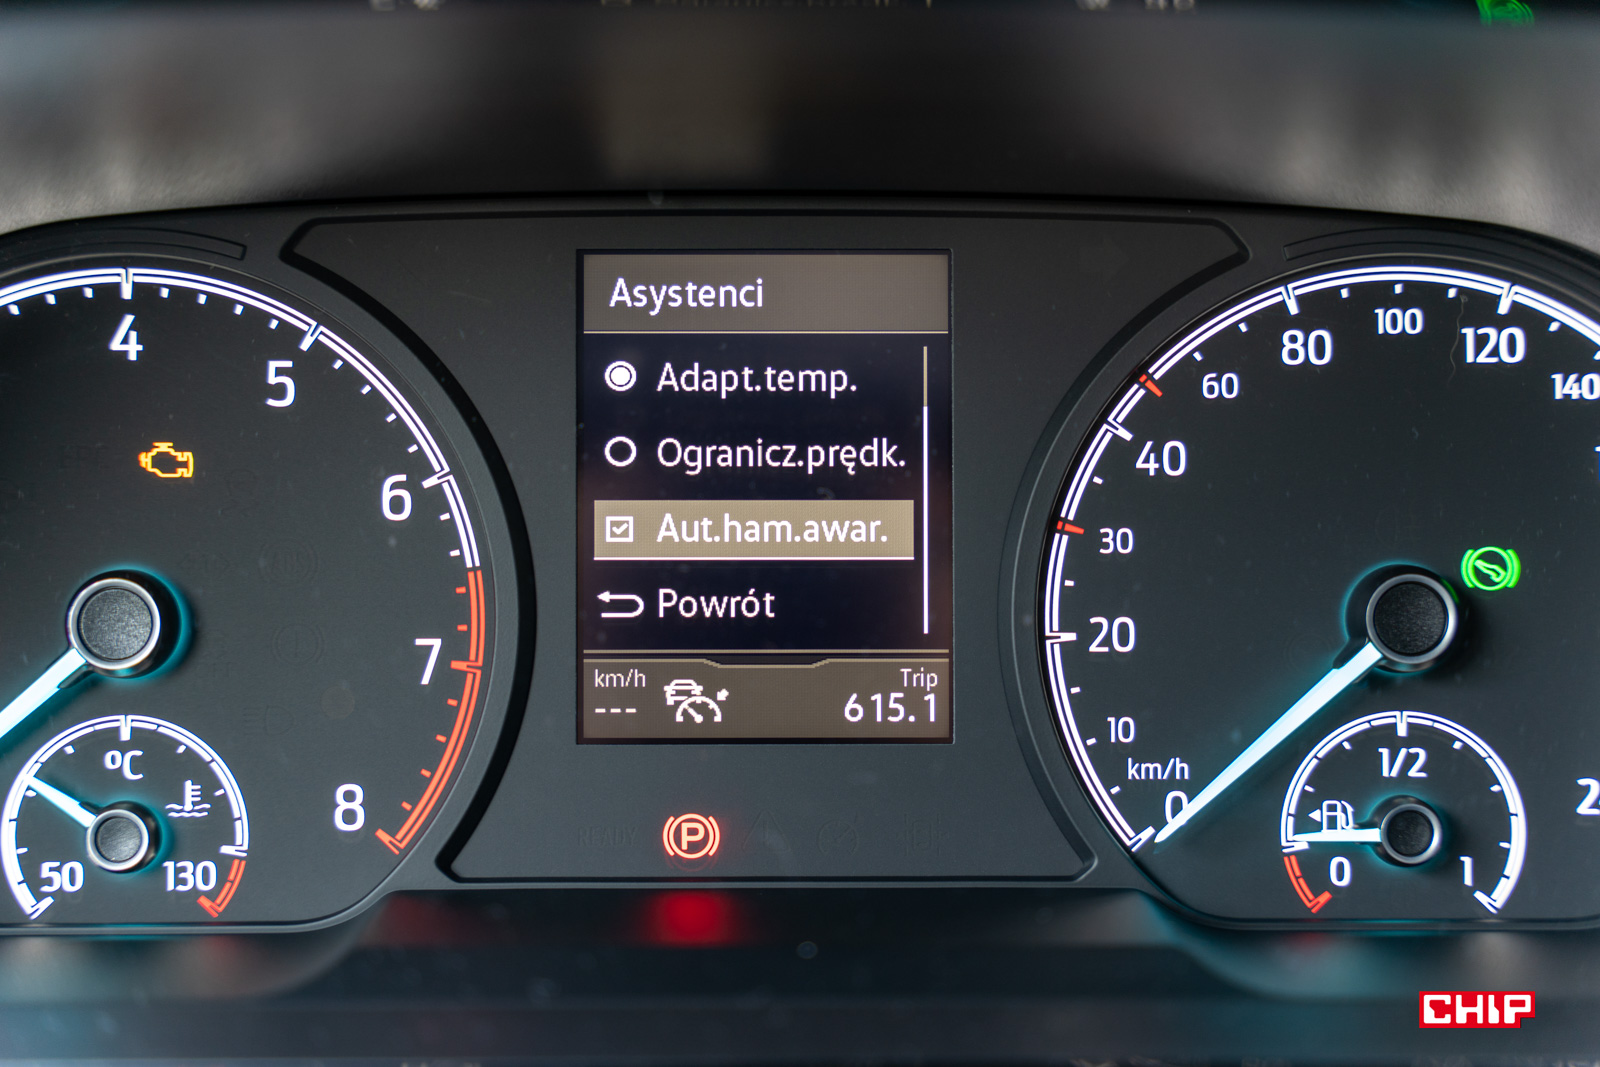 Asystenci
Adapt.temp.
Ogranicz.prędk.
Aut.ham.awar.
Powrót
km/h
---
Trip
615.1
4
5
6
7
8
°C
50
130
P
km/h
0
10
20
30
40
60
80
100
120
140
1/2
0
1
2
CHIP